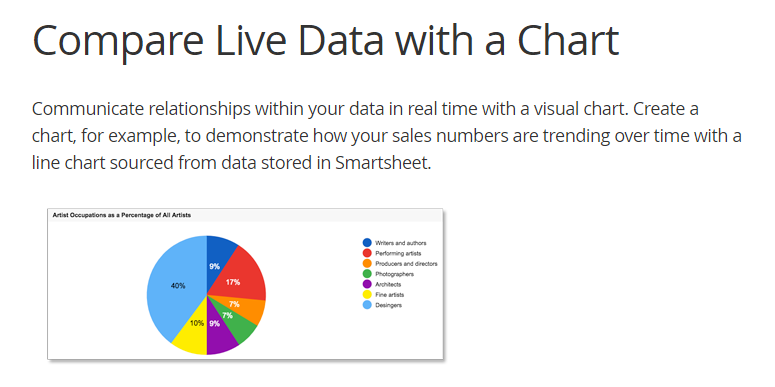 Compare Live Data with a Chart
Communicate relationships within your data in real time with a visual chart. Create a
chart, for example, to demonstrate how your sales numbers are trending over time with a
line chart sourced from data stored in Smartsheet.
Artist Occupations as a Percentage of All Artists
9%
17%
7%
7%
9%
10%
40%
Writers and authors
Performing artists
Producers and directors
Photographers
Architects
Fine artists
Desingers